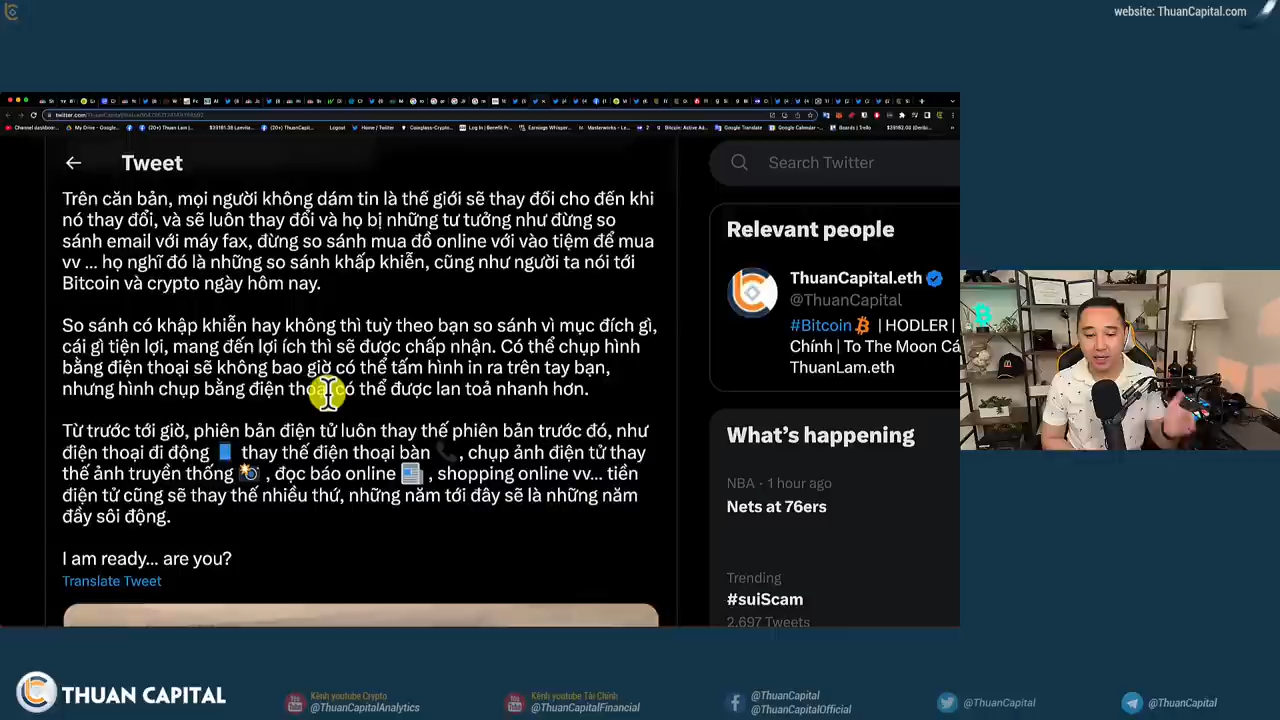 website: ThuanCapital.com
Tweet
Trên căn bản, mọi người không dám tin là thế giới sẽ thay đổi cho đến khi
nó thay đổi, và sẽ luôn thay đổi và họ bị những tư tưởng như đừng so
sánh email với máy fax, đừng so sánh mua đồ online với vào tiệm để mua
vv ... họ nghĩ đó là những so sánh khấp khiễn, cũng như người ta nói tới
Bitcoin và crypto ngày hôm nay.
So sánh có khập khiễn hay không thì tuỳ theo bạn so sánh vì mục đích gì,
cái gì tiện lợi, mang đến lợi ích thì sẽ được chấp nhận. Có thể chụp hình
bằng điện thoại sẽ không bao giờ có thể tấm hình in ra trên tay bạn,
nhưng hình chụp bằng điện thoại có thể được lan toả nhanh hơn.
Từ trước tới giờ, phiên bản điện tử luôn thay thế phiên bản trước đó, như
điện thoại di động 📱 thay thế điện thoại bàn 📞, chụp ảnh điện tử thay
thế ảnh truyền thống 📸 , đọc báo online 📰 , shopping online vv... tiền
điện tử cũng sẽ thay thế nhiều thứ, những năm tới đây sẽ là những năm
đầy sôi động.
I am ready... are you?
Translate Tweet
Search Twitter
Relevant people
ThuanCapital.eth
@ThuanCapital
#Bitcoin | HODLER |
Chính | To The Moon Cá
ThuanLam.eth
What's happening
NBA · 1 hour ago
Nets at 76ers
Trending
#suiScam
2,697 Tweets
THUAN CAPITAL
Kênh youtube Crypto
@ThuanCapitalAnalytics
Kênh youtube Tài Chính
@ThuanCapitalFinancial
@ThuanCapital
@ThuanCapitalOfficial
@ThuanCapital
@ThuanCapital